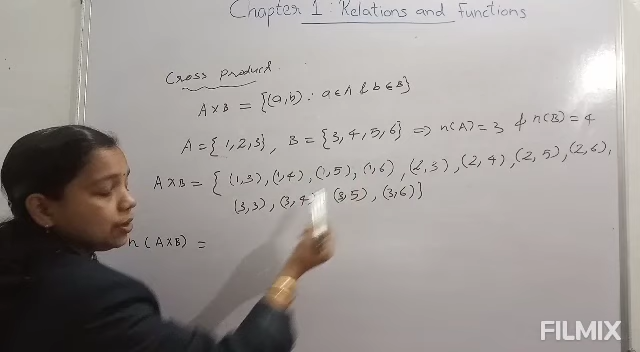 Chapter 1 : Relations and Functions
Cross Product
A×B = {(a,b) : a∈A & b∈B}
A = {1,2,3}, B = {3,4,5,6} ⇒ n(A)=3 & n(B)=4
A×B = { (1,3), (1,4), (1,5), (1,6), (2,3), (2,4), (2,5), (2,6),
(3,3), (3,4 (3,5), (3,6)}
n(A×B) =
FILMIX